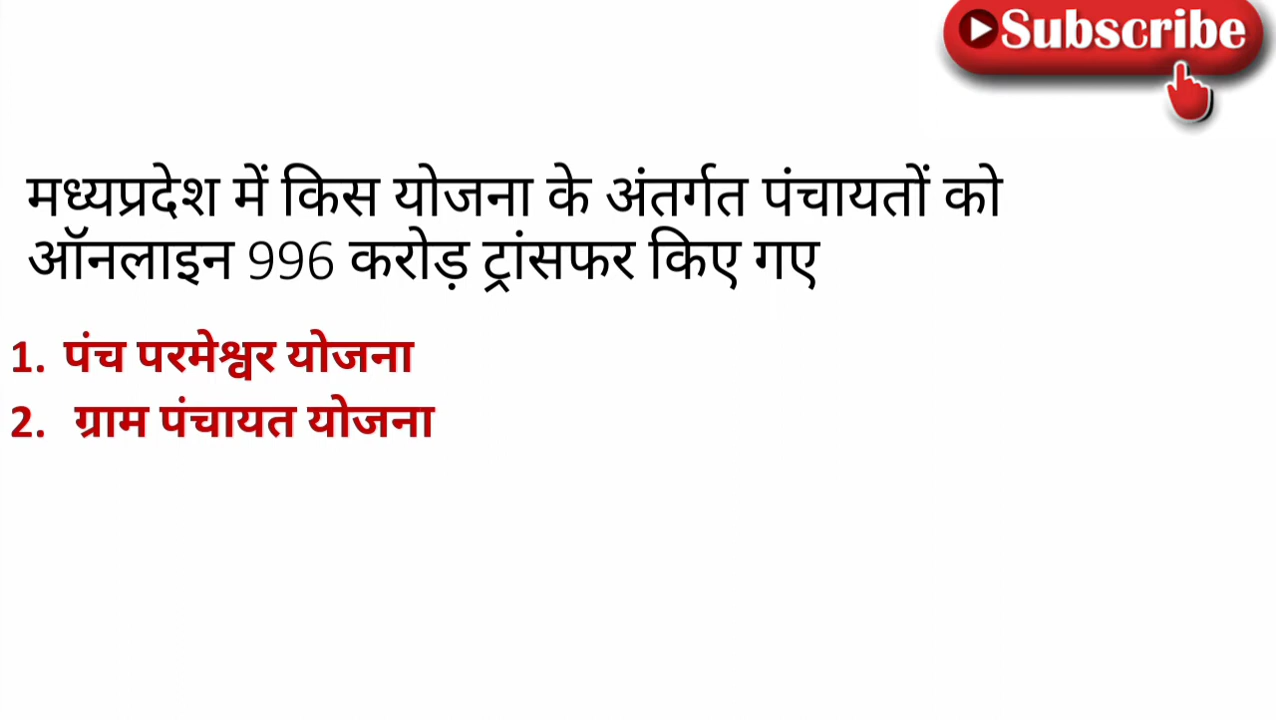 Subscribe
मध्यप्रदेश में किस योजना के अंतर्गत पंचायतों को
ऑनलाइन 996 करोड़ ट्रांसफर किए गए
1. पंच परमेश्वर योजना
2. ग्राम पंचायत योजना